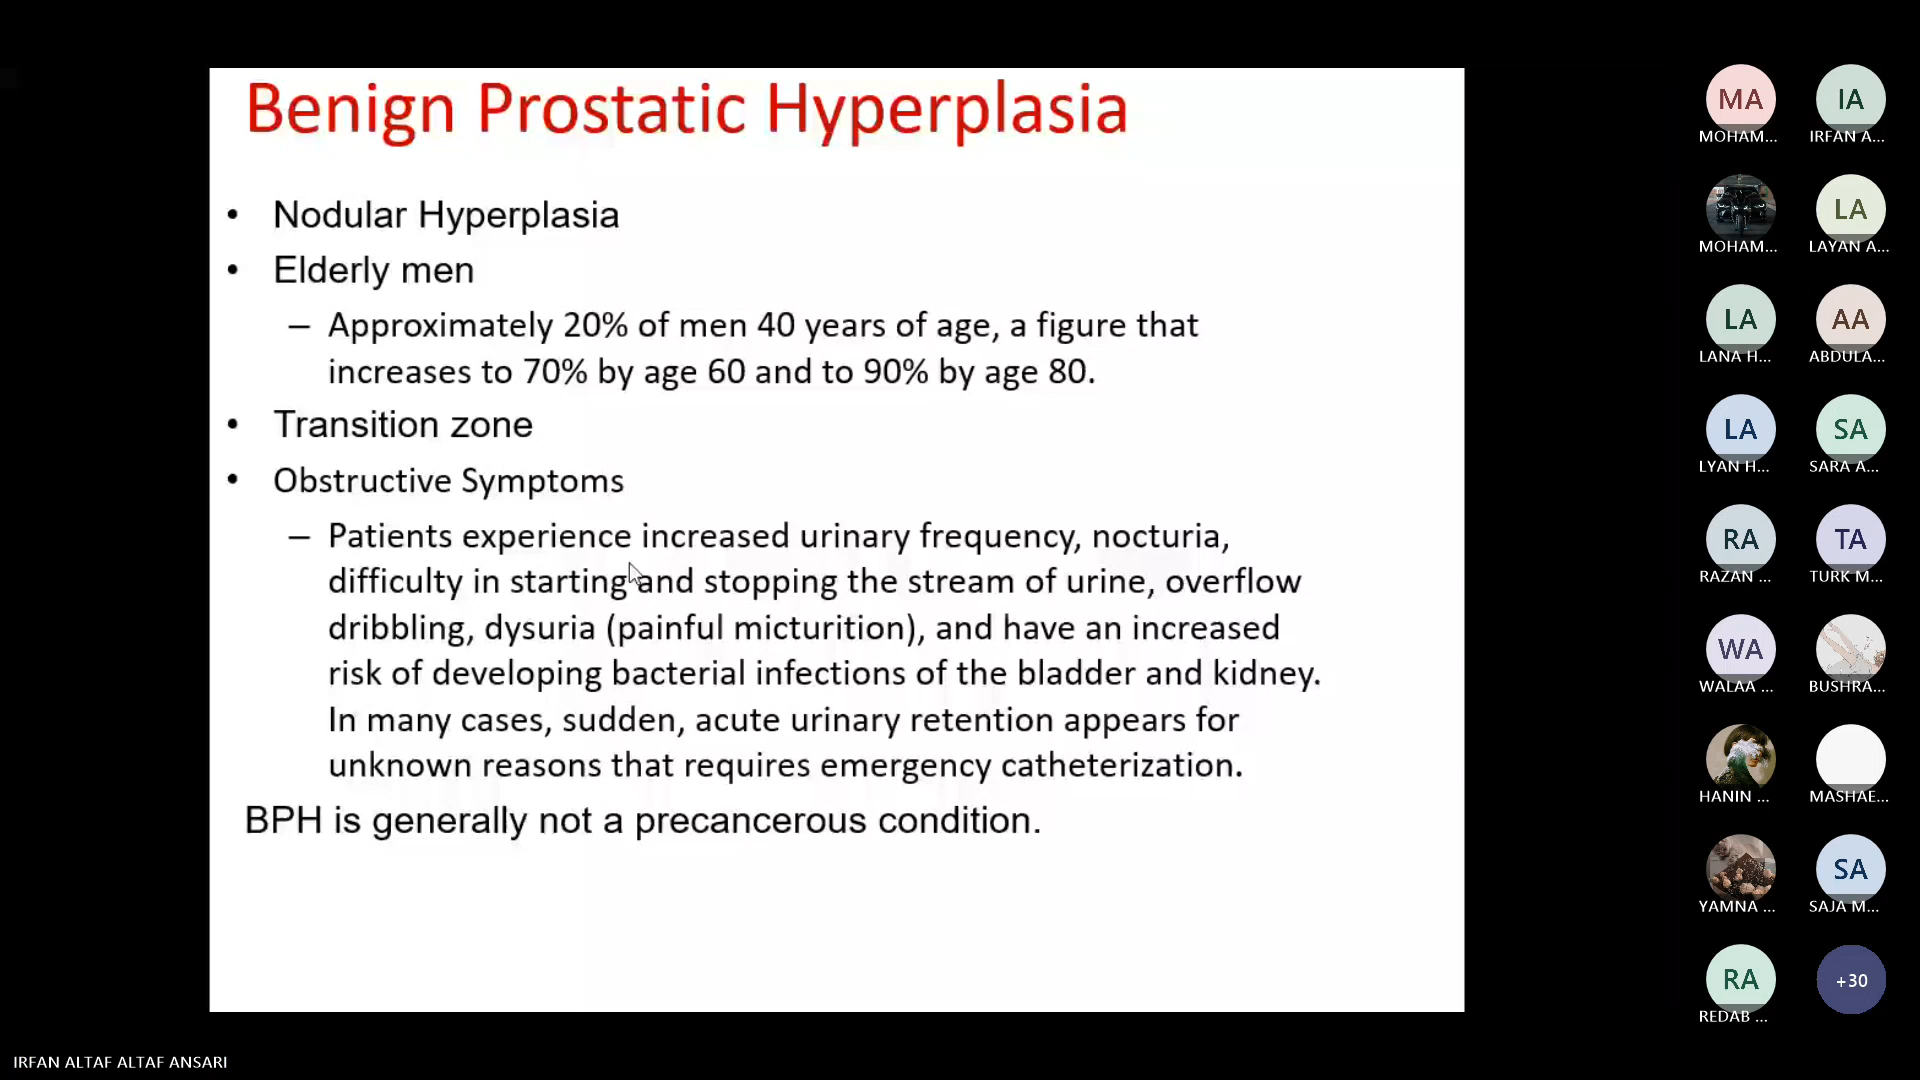 Benign Prostatic Hyperplasia
• Nodular Hyperplasia
• Elderly men
– Approximately 20% of men 40 years of age, a figure that
increases to 70% by age 60 and to 90% by age 80.
• Transition zone
• Obstructive Symptoms
– Patients experience increased urinary frequency, nocturia,
difficulty in starting and stopping the stream of urine, overflow
dribbling, dysuria (painful micturition), and have an increased
risk of developing bacterial infections of the bladder and kidney.
In many cases, sudden, acute urinary retention appears for
unknown reasons that requires emergency catheterization.
BPH is generally not a precancerous condition.
MA IA
MOHAM... IRFAN A...
LA
MOHAM... LAYAN A...
LA AA
LANA H... ABDULA...
LA SA
LYAN H... SARA A...
RA TA
RAZAN ... TURK M...
WA
WALAA ... BUSHRA...
HANIN ... MASHAE...
SA
YAMNA ... SAJA M...
RA +30
REDAB ...
IRFAN ALTAF ALTAF ANSARI